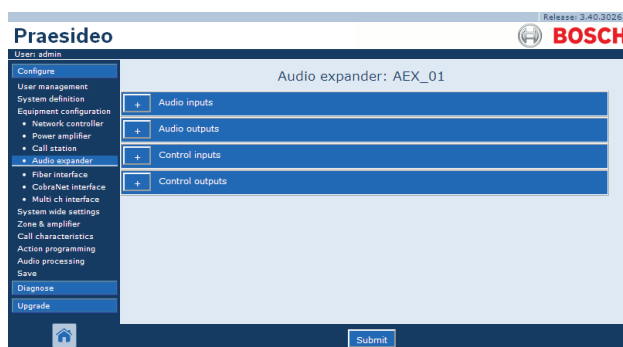 Release: 3.40.3026
Praesideo
BOSCH
User: admin
Configure
User management
System definition
Equipment configuration
• Network controller
• Power amplifier
• Call station
• Audio expander
• Fiber interface
• CobraNet interface
• Multi ch interface
System wide settings
Zone & amplifier
Call characteristics
Action programming
Audio processing
Save
Diagnose
Upgrade
Audio expander: AEX_01
+ Audio inputs
+ Audio outputs
+ Control inputs
+ Control outputs
Submit